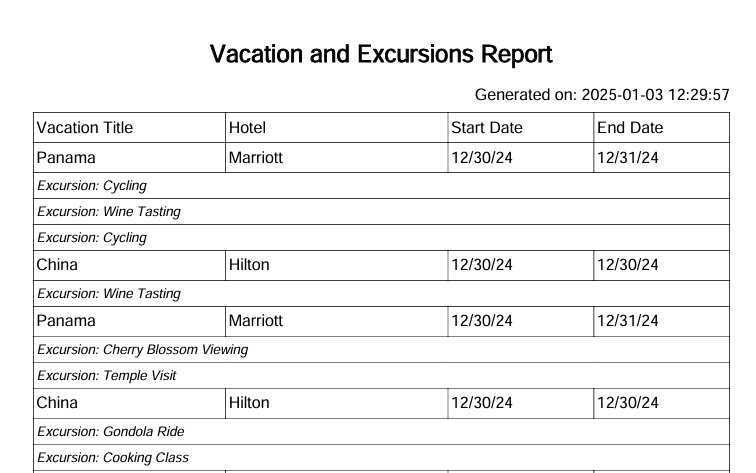 Vacation and Excursions Report
Generated on: 2025-01-03 12:29:57
Vacation Title Hotel Start Date End Date
Panama Marriott 12/30/24 12/31/24
Excursion: Cycling
Excursion: Wine Tasting
Excursion: Cycling
China Hilton 12/30/24 12/30/24
Excursion: Wine Tasting
Panama Marriott 12/30/24 12/31/24
Excursion: Cherry Blossom Viewing
Excursion: Temple Visit
China Hilton 12/30/24 12/30/24
Excursion: Gondola Ride
Excursion: Cooking Class